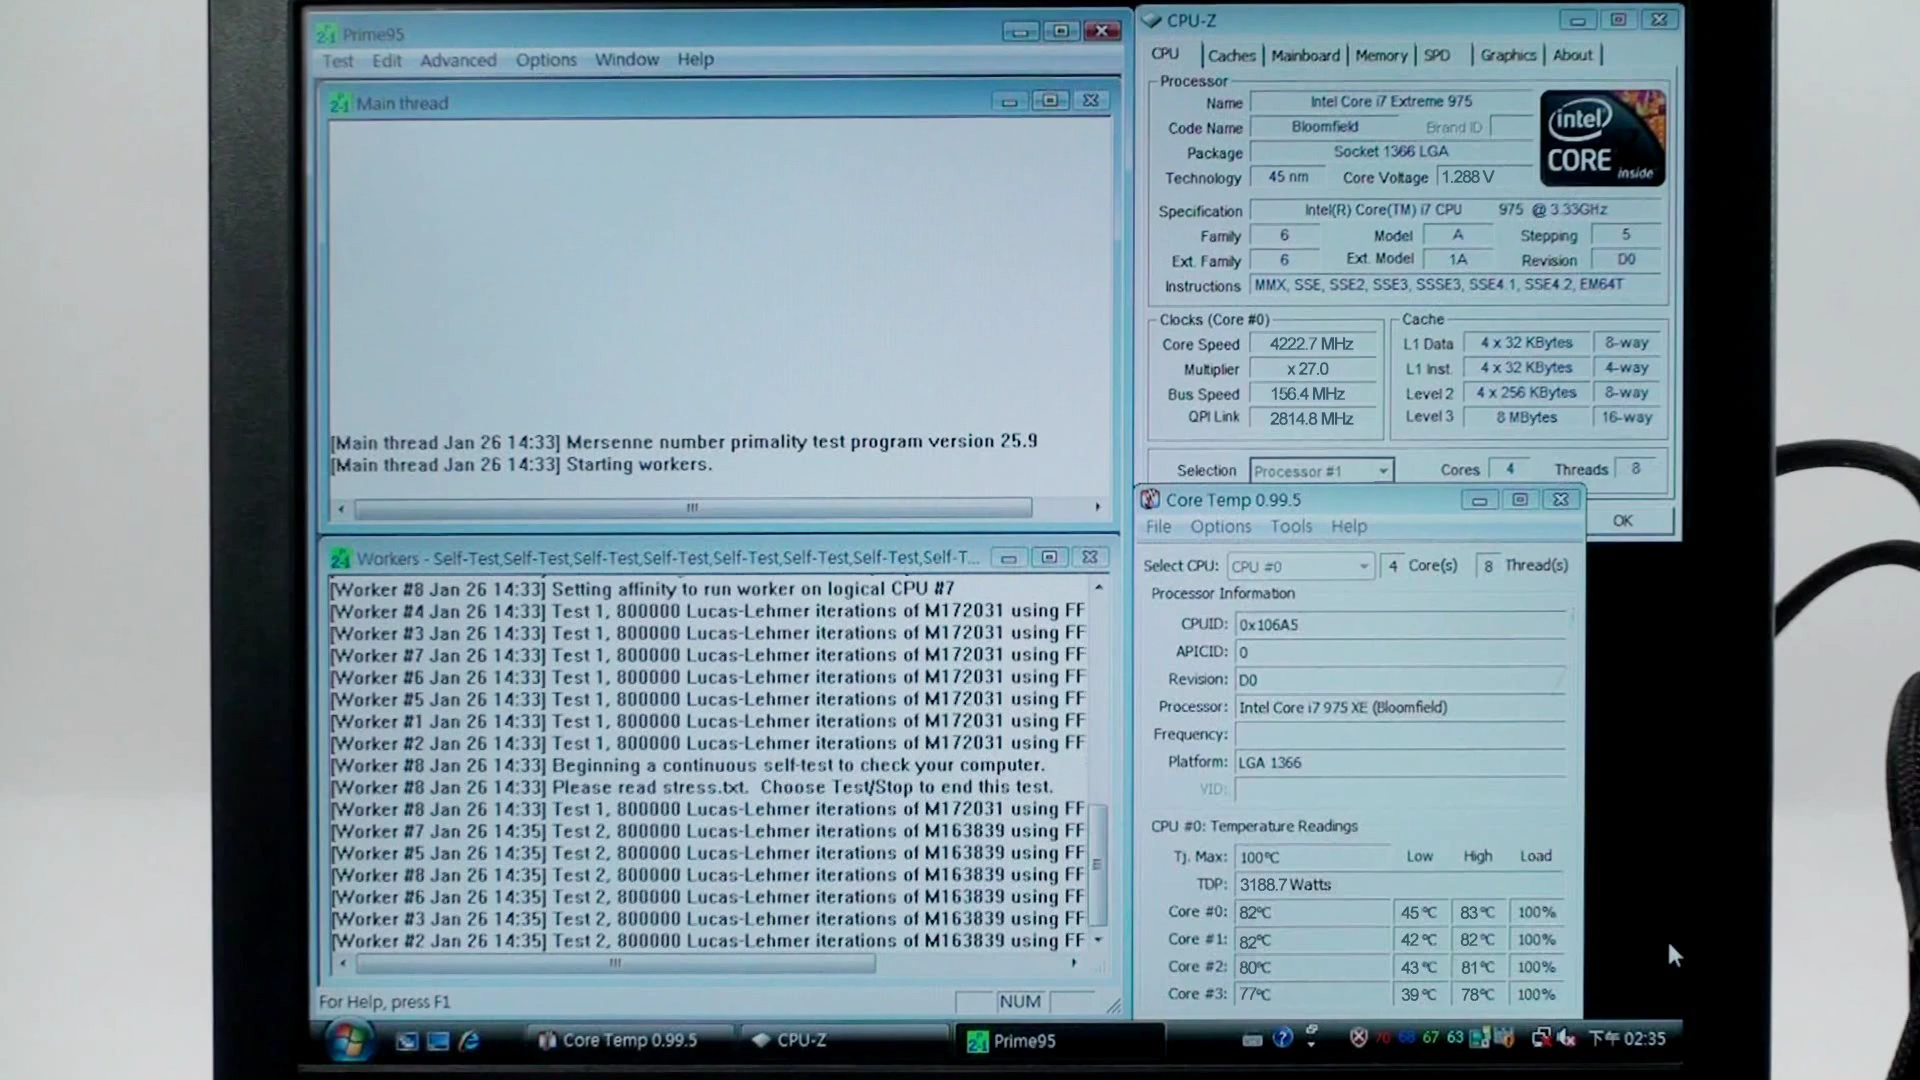 Prime95
Test Edit Advanced Options Window Help
Main thread
[Main thread Jan 26 14:33] Mersenne number primality test program version 25.9
[Main thread Jan 26 14:33] Starting workers.
Workers - Self-Test,Self-Test,Self-Test,Self-Test,Self-Test,Self-Test,Self-Test,Self-T...
[Worker #8 Jan 26 14:33] Setting affinity to run worker on logical CPU #7
[Worker #4 Jan 26 14:33] Test 1, 800000 Lucas-Lehmer iterations of M172031 using FF
[Worker #3 Jan 26 14:33] Test 1, 800000 Lucas-Lehmer iterations of M172031 using FF
[Worker #7 Jan 26 14:33] Test 1, 800000 Lucas-Lehmer iterations of M172031 using FF
[Worker #6 Jan 26 14:33] Test 1, 800000 Lucas-Lehmer iterations of M172031 using FF
[Worker #5 Jan 26 14:33] Test 1, 800000 Lucas-Lehmer iterations of M172031 using FF
[Worker #1 Jan 26 14:33] Test 1, 800000 Lucas-Lehmer iterations of M172031 using FF
[Worker #2 Jan 26 14:33] Test 1, 800000 Lucas-Lehmer iterations of M172031 using FF
[Worker #8 Jan 26 14:33] Beginning a continuous self-test to check your computer.
[Worker #8 Jan 26 14:33] Please read stress.txt. Choose Test/Stop to end this test.
[Worker #8 Jan 26 14:33] Test 1, 800000 Lucas-Lehmer iterations of M172031 using FF
[Worker #7 Jan 26 14:35] Test 2, 800000 Lucas-Lehmer iterations of M163839 using FF
[Worker #5 Jan 26 14:35] Test 2, 800000 Lucas-Lehmer iterations of M163839 using FF
[Worker #8 Jan 26 14:35] Test 2, 800000 Lucas-Lehmer iterations of M163839 using FF
[Worker #6 Jan 26 14:35] Test 2, 800000 Lucas-Lehmer iterations of M163839 using FF
[Worker #3 Jan 26 14:35] Test 2, 800000 Lucas-Lehmer iterations of M163839 using FF
[Worker #2 Jan 26 14:35] Test 2, 800000 Lucas-Lehmer iterations of M163839 using FF
For Help, press F1
NUM
CPU-Z
CPU Caches Mainboard Memory SPD Graphics About
Processor
Name Intel Core i7 Extreme 975
Code Name Bloomfield Brand ID
Package Socket 1366 LGA
Technology 45 nm Core Voltage 1.288 V
intel CORE inside
Specification Intel(R) Core(TM) i7 CPU 975 @ 3.33GHz
Family 6 Model A Stepping 5
Ext. Family 6 Ext. Model 1A Revision D0
Instructions MMX, SSE, SSE2, SSE3, SSSE3, SSE4.1, SSE4.2, EM64T
Clocks (Core #0)
Core Speed 4222.7 MHz
Multiplier x 27.0
Bus Speed 156.4 MHz
QPI Link 2814.8 MHz
Cache
L1 Data 4 x 32 KBytes 8-way
L1 Inst. 4 x 32 KBytes 4-way
Level 2 4 x 256 KBytes 8-way
Level 3 8 MBytes 16-way
Selection Processor #1 Cores 4 Threads 8
OK
Core Temp 0.99.5
File Options Tools Help
Select CPU: CPU #0 4 Core(s) 8 Thread(s)
Processor Information
CPUID: 0x106A5
APICID: 0
Revision: D0
Processor: Intel Core i7 975 XE (Bloomfield)
Frequency:
Platform: LGA 1366
VID:
CPU #0: Temperature Readings
Tj. Max: 100°C Low High Load
TDP: 3188.7 Watts
Core #0: 82°C 45°C 83°C 100%
Core #1: 82°C 42°C 82°C 100%
Core #2: 80°C 43°C 81°C 100%
Core #3: 77°C 39°C 78°C 100%
Core Temp 0.99.5 CPU-Z Prime95 70 68 67 63 下午 02:35